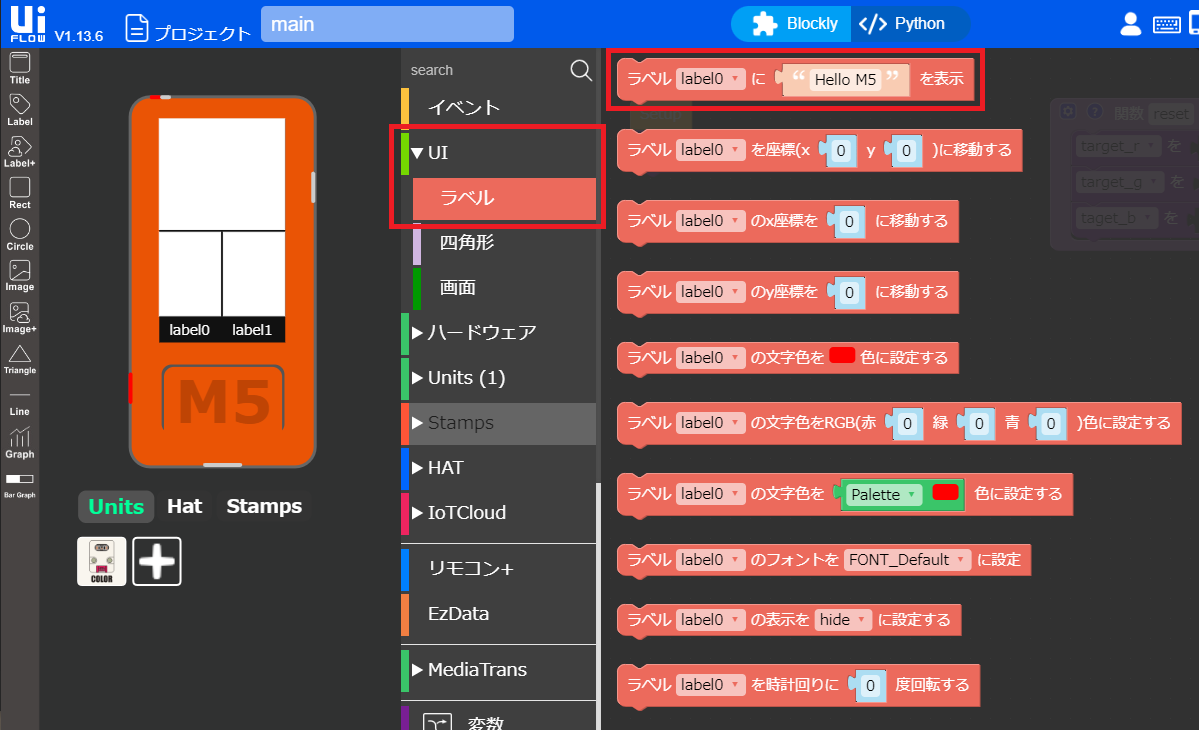 Ui FLOW V1.13.6 プロジェクト main Blockly </> Python
Title
Label
Label+
Rect
Circle
Image
Image+
Triangle
Line
Graph
Bar Graph
label0 label1
M5
Units Hat Stamps
COLOR
search
イベント
UI
ラベル
四角形
画面
ハードウェア
Units (1)
Stamps
HAT
IoTCloud
リモコン+
EzData
MediaTrans
変数
ラベル label0 に “ Hello M5 ” を表示
Setup
ラベル label0 を座標(x 0 y 0 )に移動する
ラベル label0 のx座標を 0 に移動する
ラベル label0 のy座標を 0 に移動する
ラベル label0 の文字色を 色に設定する
ラベル label0 の文字色をRGB(赤 0 緑 0 青 0 )色に設定する
ラベル label0 の文字色を Palette 色に設定する
ラベル label0 のフォントを FONT_Default に設定
ラベル label0 の表示を hide に設定する
ラベル label0 を時計回りに 0 度回転する
? 関数 reset
target_r を
target_g を
taget_b を